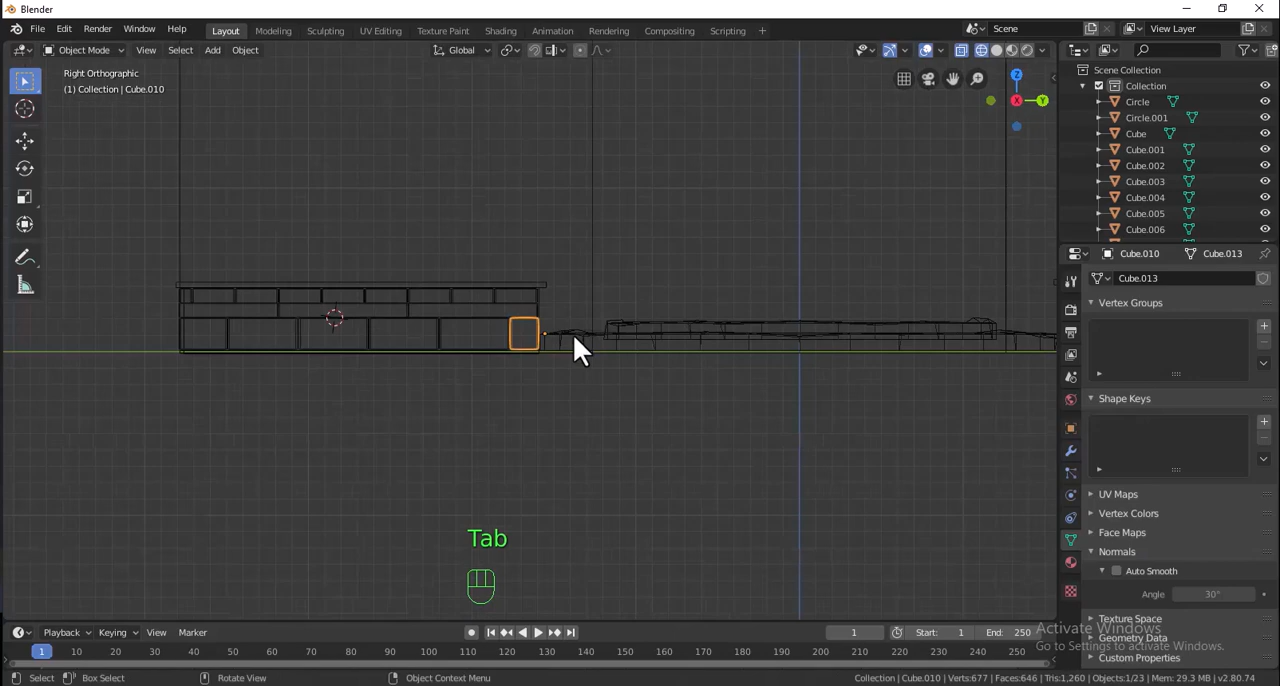 Blender
File Edit Render Window Help
Layout Modeling Sculpting UV Editing Texture Paint Shading Animation Rendering Compositing Scripting +
Scene
View Layer
Object Mode View Select Add Object
Global
Right Orthographic
(1) Collection | Cube.010
Z
Y
X
Scene Collection
Collection
Circle
Circle.001
Cube
Cube.001
Cube.002
Cube.003
Cube.004
Cube.005
Cube.006
Cube.010 Cube.013
Cube.013
Vertex Groups
Shape Keys
UV Maps
Vertex Colors
Face Maps
Normals
Auto Smooth
Angle 30°
Texture Space
Geometry Data
Custom Properties
Tab
Activate Windows
Go to Settings to activate Windows.
Playback Keying View Marker
1 Start: 1 End: 250
1 10 20 30 40 50 60 70 80 90 100 110 120 130 140 150 160 170 180 190 200 210 220 230 240 250
Select Box Select Rotate View Object Context Menu
Collection | Cube.010 | Verts:677 | Faces:646 | Tris:1,260 | Objects:1/23 | Mem: 29.3 MB | v2.80.74